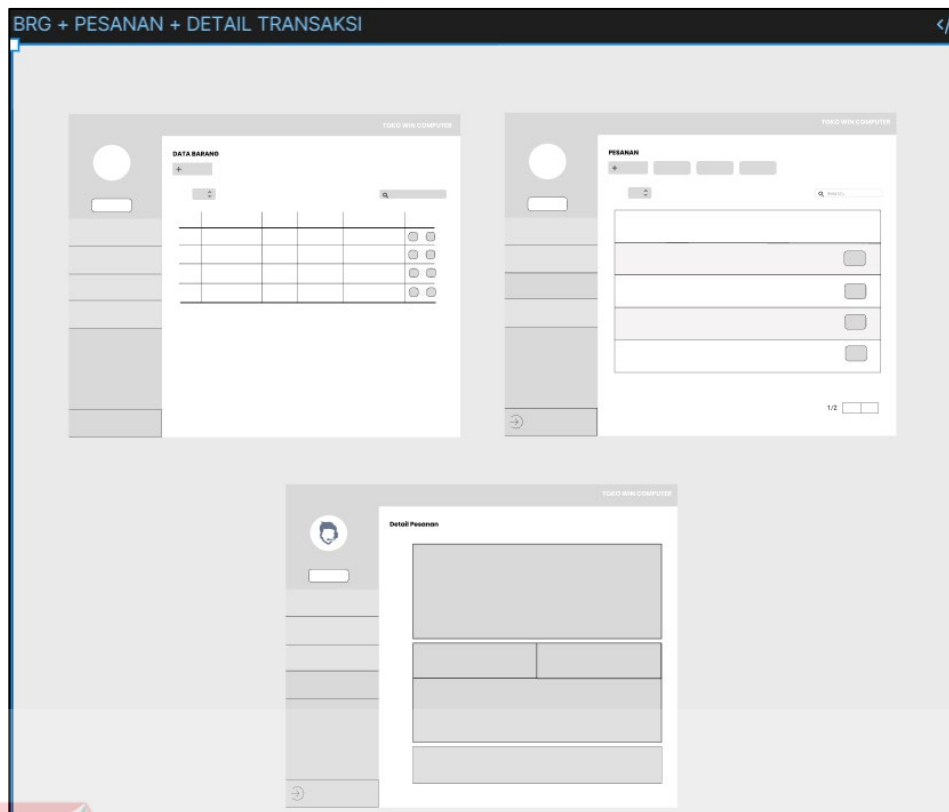 BRG + PESANAN + DETAIL TRANSAKSI
</
TOKO WIN COMPUTER
DATA BARANG
+
TOKO WIN COMPUTER
PESANAN
+
1/2
TOKO WIN COMPUTER
Detail Pesanan